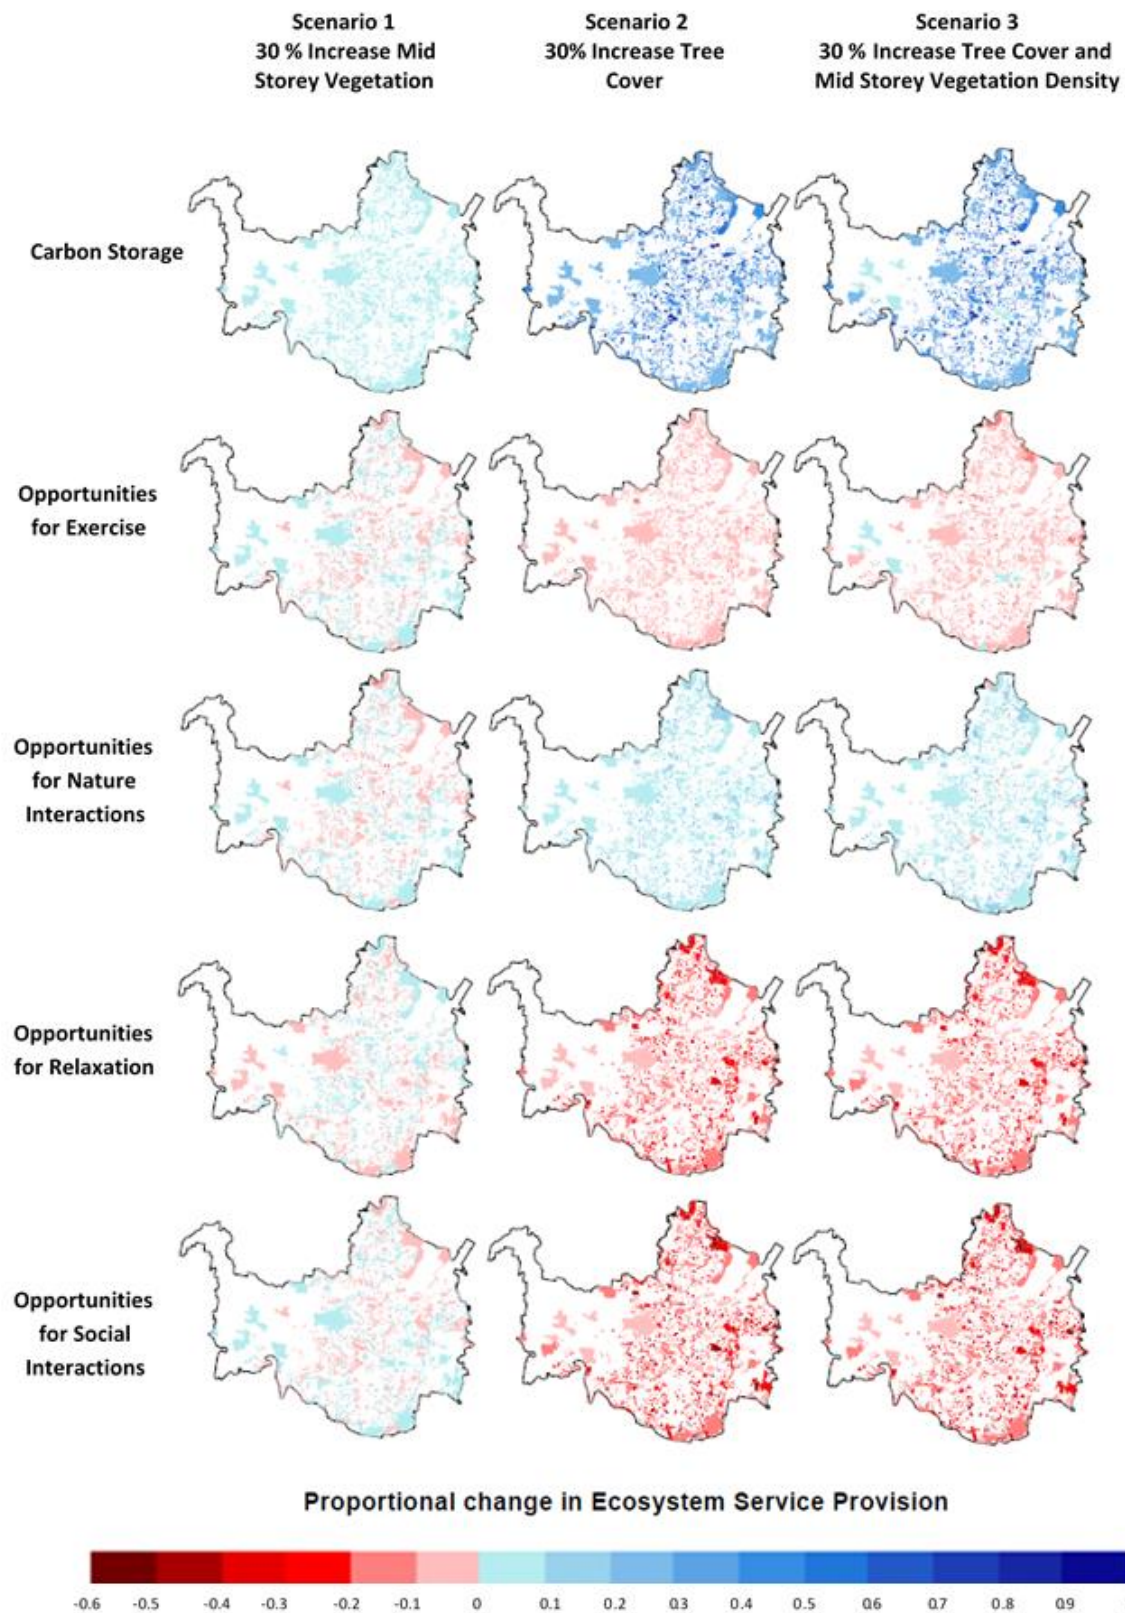 Scenario 1
30 % Increase Mid
Storey Vegetation
Scenario 2
30% Increase Tree
Cover
Scenario 3
30 % Increase Tree Cover and
Mid Storey Vegetation Density
Carbon Storage
Opportunities
for Exercise
Opportunities
for Nature
Interactions
Opportunities
for Relaxation
Opportunities
for Social
Interactions
Proportional change in Ecosystem Service Provision
-0.6 -0.5 -0.4 -0.3 -0.2 -0.1 0 0.1 0.2 0.3 0.4 0.5 0.6 0.7 0.8 0.9